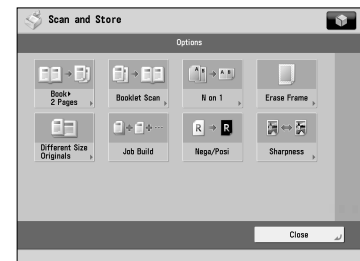 Scan and Store
Options
Book▸
2 Pages
Booklet Scan
N on 1
Erase Frame
Different Size
Originals
Job Build
Nega/Posi
Sharpness
A B
A B
R
R
Close